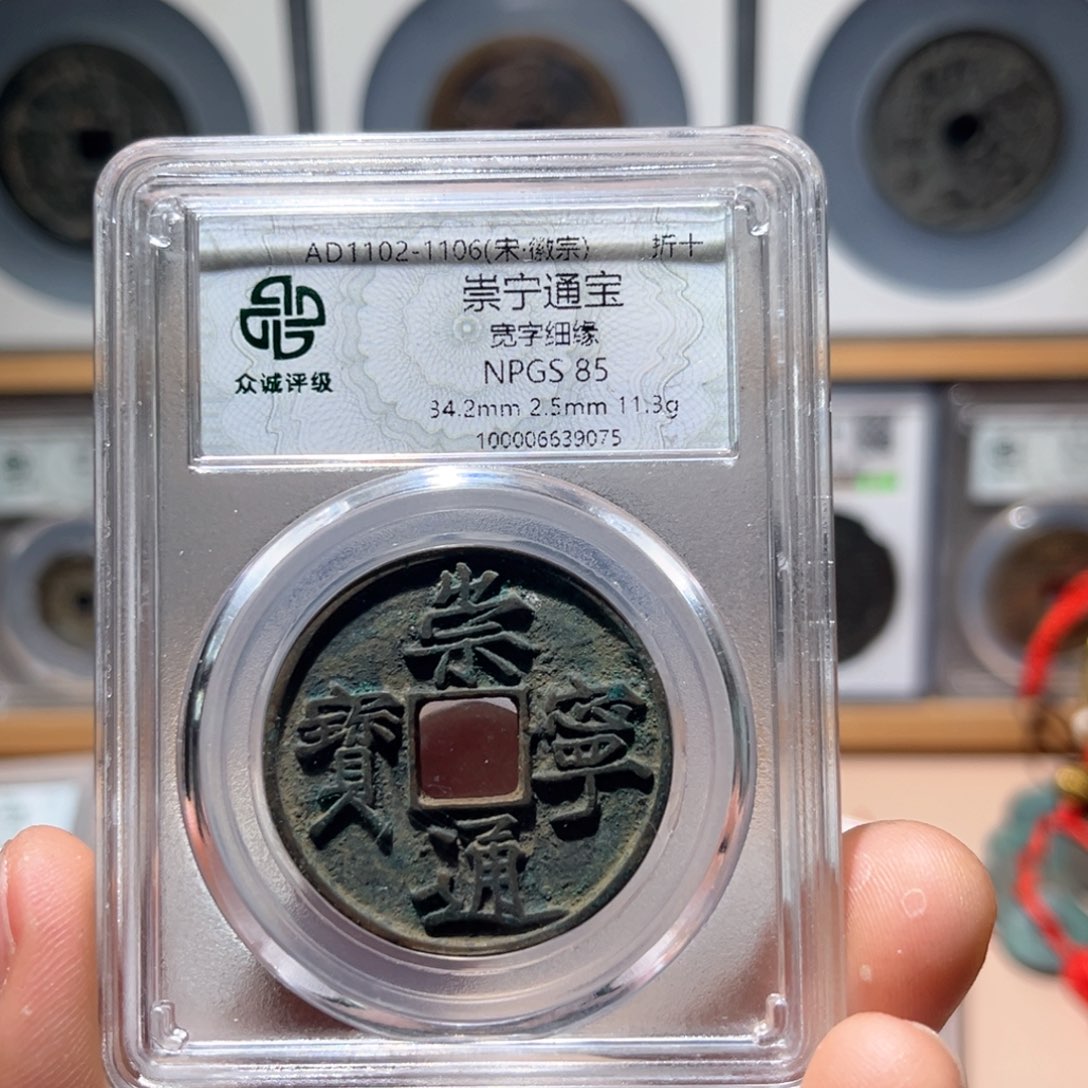 AD1102-1106(宋·徽宗) 折十
崇宁通宝
宽字细缘
NPGS 85
34.2mm 2.5mm 11.3g
100006639075
众诚评级
崇寧通寳